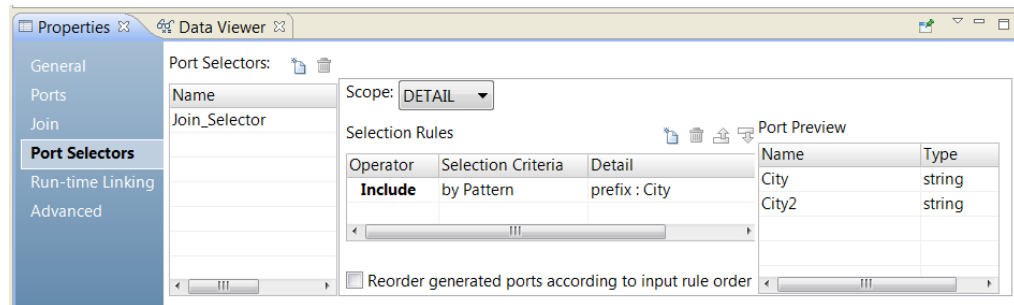 Properties Data Viewer
General
Ports
Join
Port Selectors
Run-time Linking
Advanced
Port Selectors:
Name
Join_Selector
Scope: DETAIL
Selection Rules
Operator Selection Criteria Detail
Include by Pattern prefix : City
Reorder generated ports according to input rule order
Port Preview
Name Type
City string
City2 string